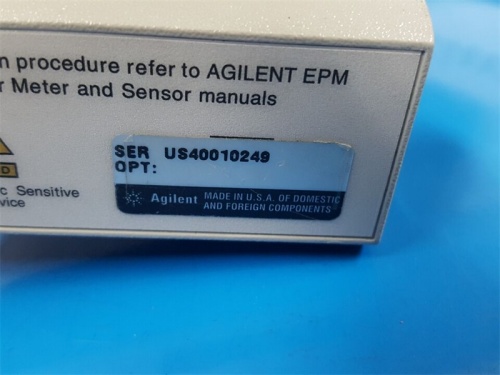 n procedure refer to AGILENT EPM
r Meter and Sensor manuals
SER US40010249
OPT:
D
c Sensitive
vice
Agilent MADE IN U.S.A. OF DOMESTIC
AND FOREIGN COMPONENTS